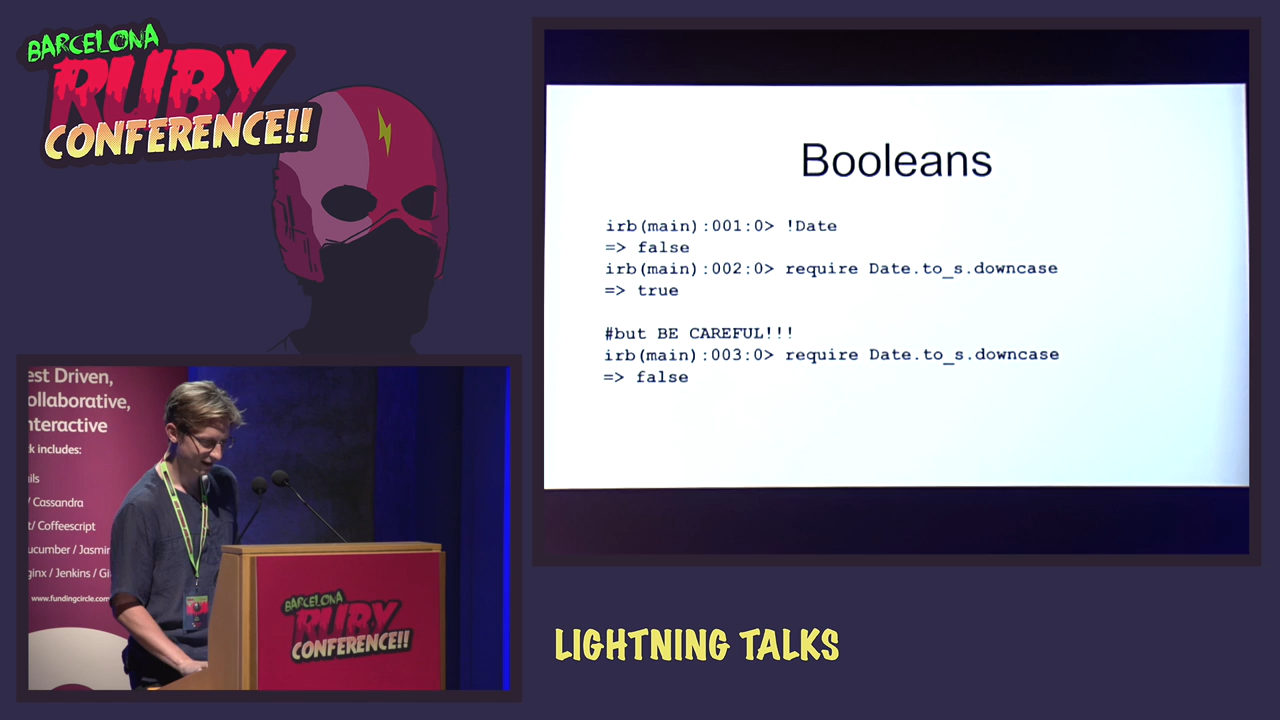 BARCELONA
RUBY
CONFERENCE!!
Booleans
irb(main):001:0> !Date
=> false
irb(main):002:0> require Date.to_s.downcase
=> true
#but BE CAREFUL!!!
irb(main):003:0> require Date.to_s.downcase
=> false
est Driven,
ollaborative,
nteractive
k includes:
ils
/ Cassandra
t/ Coffeescript
ucumber / Jasmin
ginx / Jenkins / Gi
www.fundingcircle.com
BARCELONA
RUBY
CONFERENCE!!
LIGHTNING TALKS